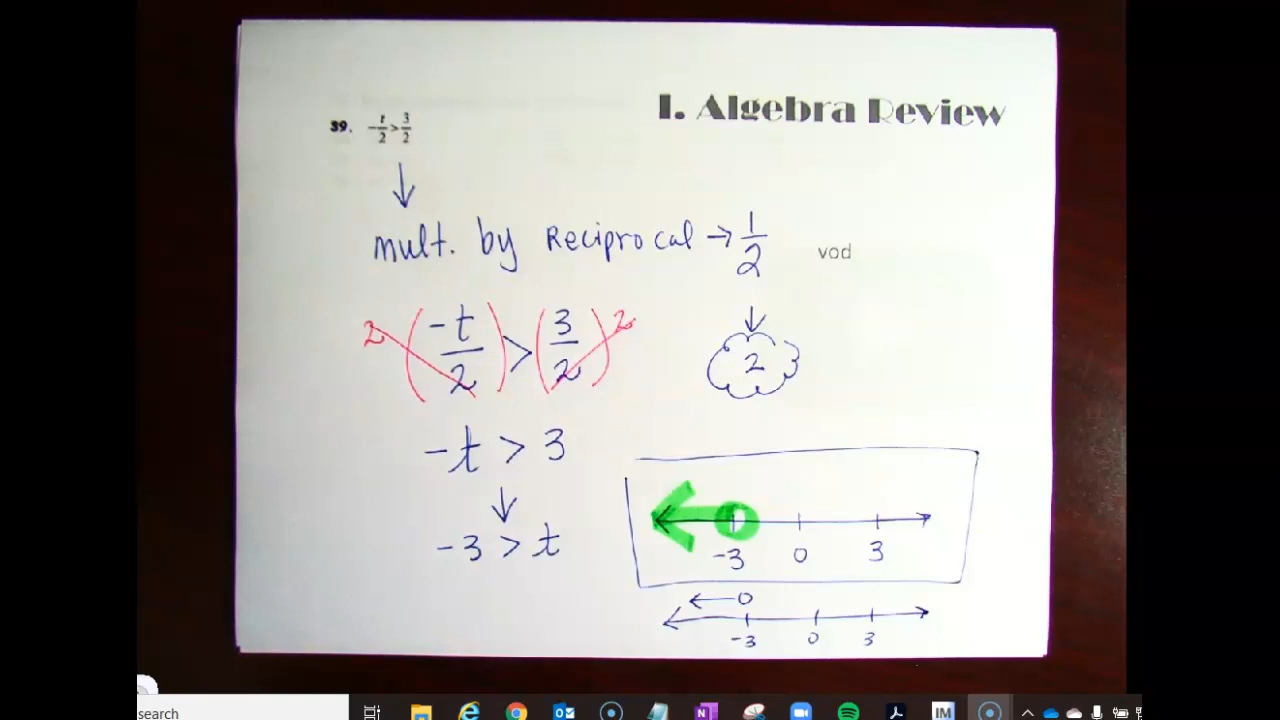 I. Algebra Review
39. -t/2 > 3/2
mult. by Reciprocal → 1/2
vod
2 (-t/2) > (3/2) 2
2
-t > 3
-3 > t
-3 0 3
-3 0 3
search